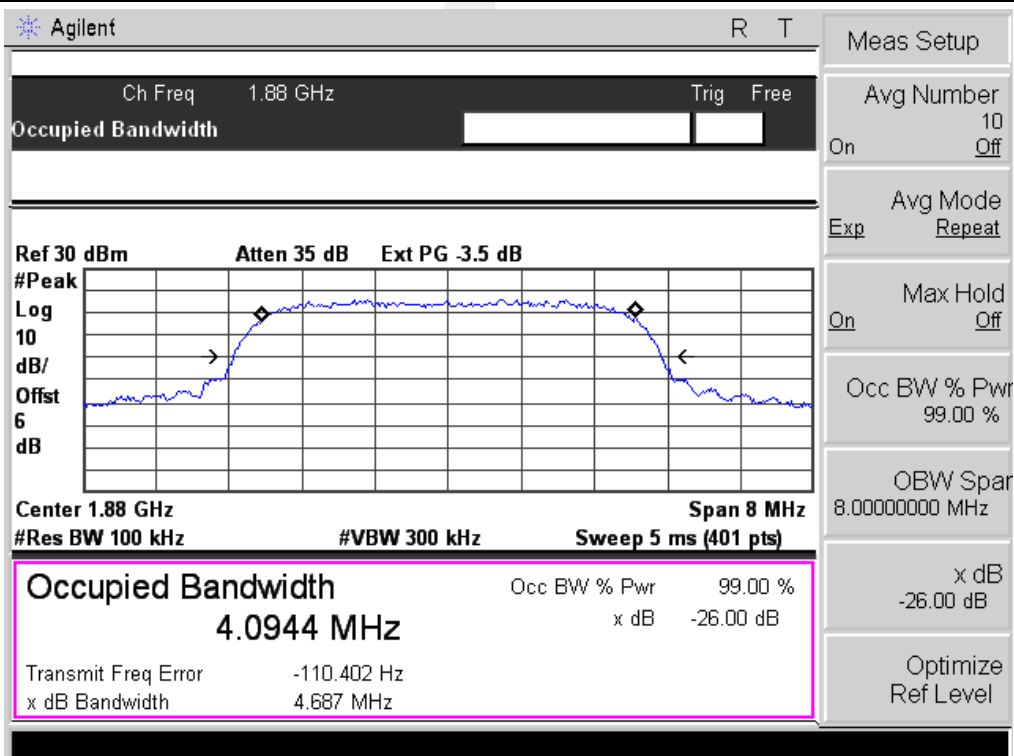 Agilent R T
Meas Setup
Ch Freq 1.88 GHz Trig Free
Occupied Bandwidth
Avg Number
10
On Off
Avg Mode
Exp Repeat
Ref 30 dBm Atten 35 dB Ext PG -3.5 dB
#Peak
Log
10
dB/
Offst
6
dB
Max Hold
On Off
Occ BW % Pwr
99.00 %
Center 1.88 GHz Span 8 MHz
#Res BW 100 kHz #VBW 300 kHz Sweep 5 ms (401 pts)
OBW Span
8.00000000 MHz
Occupied Bandwidth Occ BW % Pwr 99.00 %
4.0944 MHz x dB -26.00 dB
Transmit Freq Error -110.402 Hz
x dB Bandwidth 4.687 MHz
x dB
-26.00 dB
Optimize
Ref Level